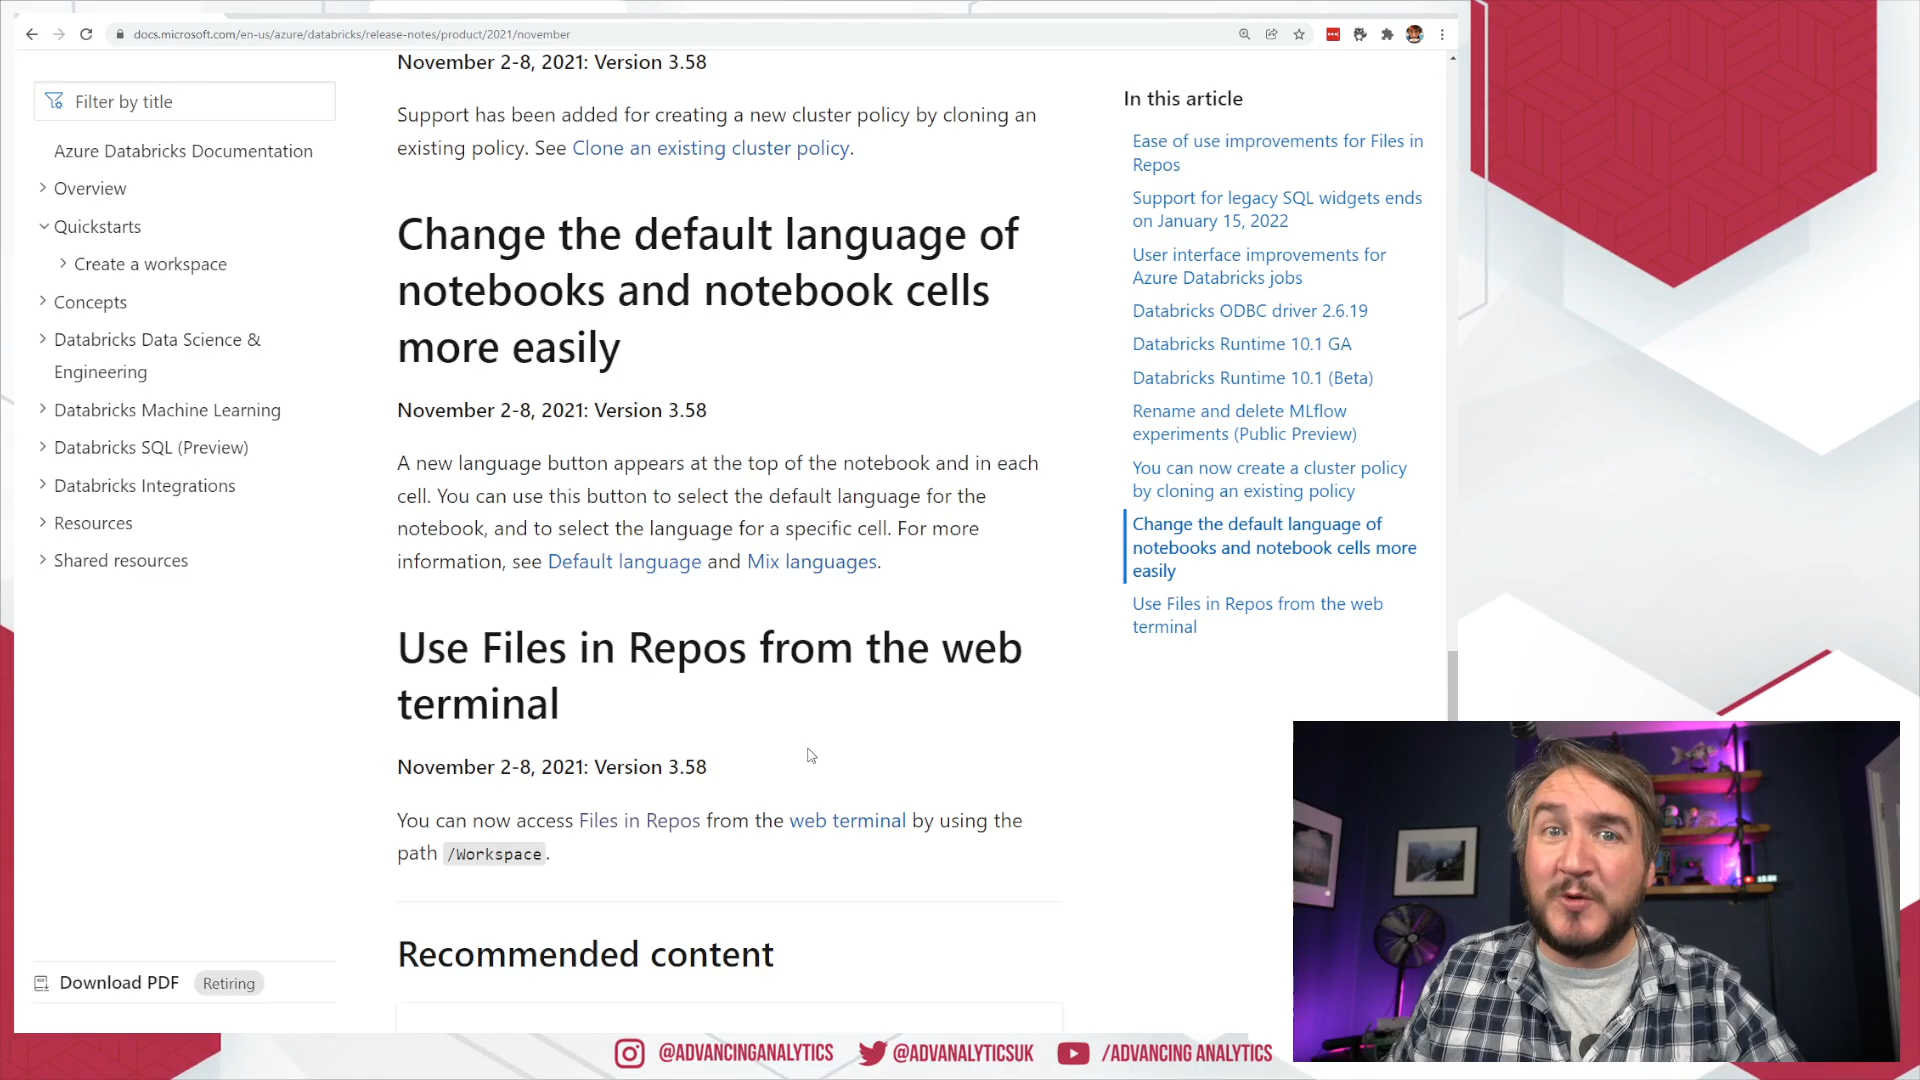 docs.microsoft.com/en-us/azure/databricks/release-notes/product/2021/november
Filter by title
Azure Databricks Documentation
Overview
Quickstarts
Create a workspace
Concepts
Databricks Data Science &
Engineering
Databricks Machine Learning
Databricks SQL (Preview)
Databricks Integrations
Resources
Shared resources
Download PDF Retiring
November 2-8, 2021: Version 3.58
Support has been added for creating a new cluster policy by cloning an
existing policy. See Clone an existing cluster policy.
Change the default language of
notebooks and notebook cells
more easily
November 2-8, 2021: Version 3.58
A new language button appears at the top of the notebook and in each
cell. You can use this button to select the default language for the
notebook, and to select the language for a specific cell. For more
information, see Default language and Mix languages.
Use Files in Repos from the web
terminal
November 2-8, 2021: Version 3.58
You can now access Files in Repos from the web terminal by using the
path /Workspace.
Recommended content
In this article
Ease of use improvements for Files in
Repos
Support for legacy SQL widgets ends
on January 15, 2022
User interface improvements for
Azure Databricks jobs
Databricks ODBC driver 2.6.19
Databricks Runtime 10.1 GA
Databricks Runtime 10.1 (Beta)
Rename and delete MLflow
experiments (Public Preview)
You can now create a cluster policy
by cloning an existing policy
Change the default language of
notebooks and notebook cells more
easily
Use Files in Repos from the web
terminal
@ADVANCINGANALYTICS @ADVANALYTICSUK /ADVANCING ANALYTICS